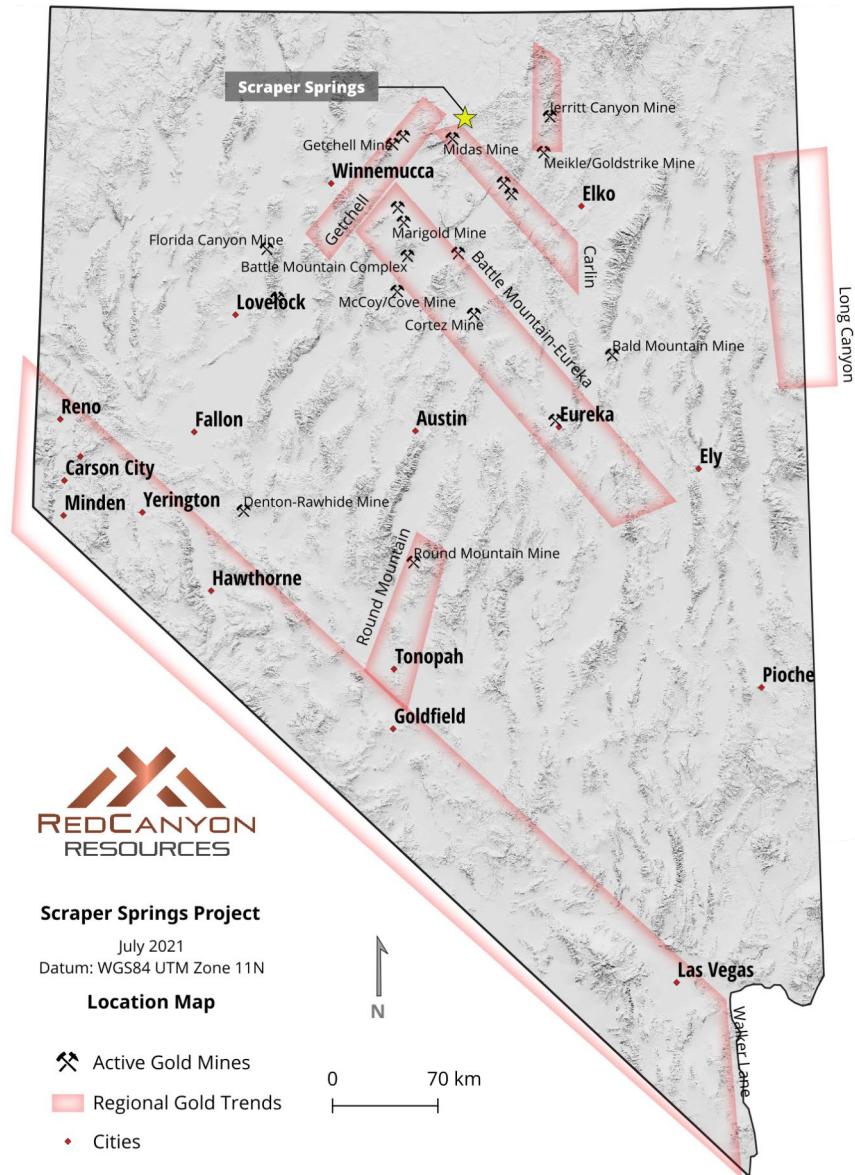 Scraper Springs
Jerritt Canyon Mine
Getchell Mine
Midas Mine
Meikle/Goldstrike Mine
Winnemucca
Elko
Getchell
Marigold Mine
Florida Canyon Mine
Battle Mountain Complex
Carlin
Battle Mountain-Eureka
Long Canyon
Lovelock
McCoy/Cove Mine
Cortez Mine
Bald Mountain Mine
Reno
Fallon
Austin
Eureka
Ely
Carson City
Minden
Yerington
Denton-Rawhide Mine
Round Mountain
Round Mountain Mine
Hawthorne
Tonopah
Pioche
Goldfield
REDCANYON
RESOURCES
Scraper Springs Project
July 2021
Datum: WGS84 UTM Zone 11N
Location Map
N
Las Vegas
Walker Lane
Active Gold Mines
Regional Gold Trends
Cities
0 70 km